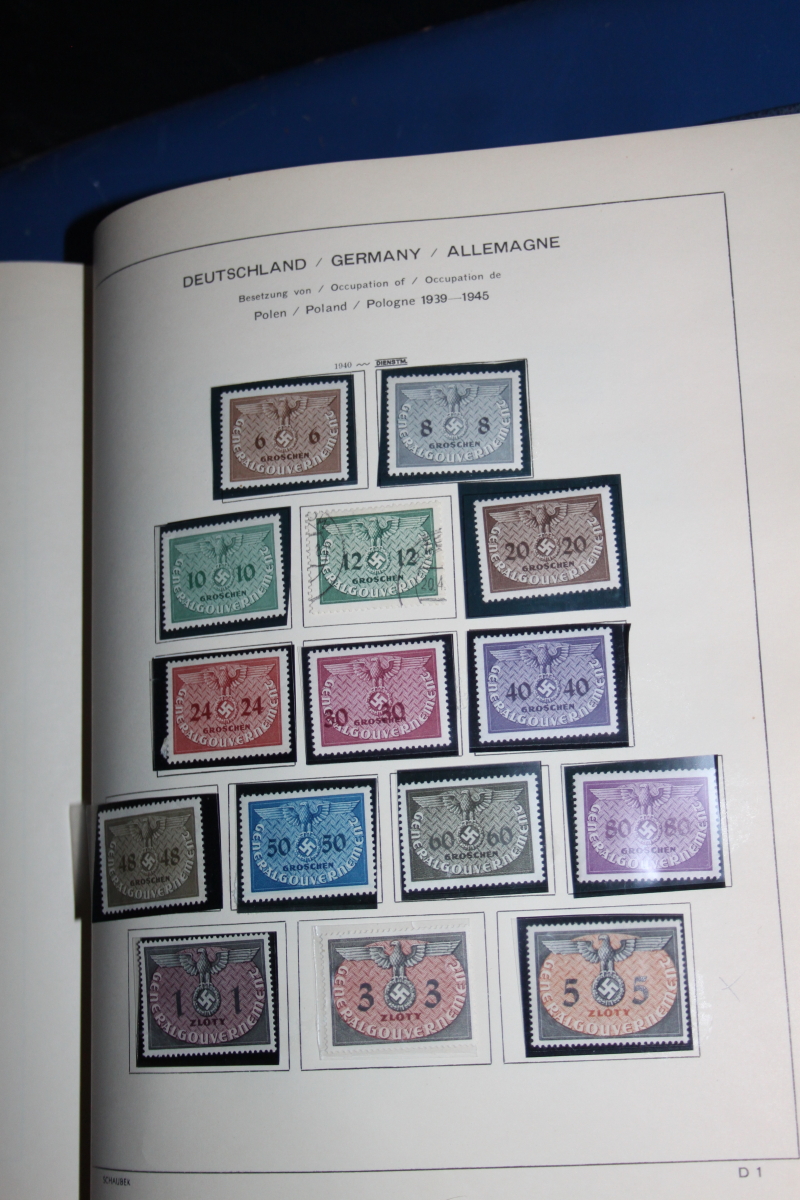 DEUTSCHLAND / GERMANY / ALLEMAGNE
Besetzung von / Occupation of / Occupation de
Polen / Poland / Pologne 1939—1945
1940 DIENSTM.
6 6
GROSCHEN
GENERALGOUVERNEMENT
8 8
GROSCHEN
GENERALGOUVERNEMENT
10 10
GROSCHEN
GENERALGOUVERNEMENT
12 12
GROSCHEN
GENERALGOUVERNEMENT
20 20
GROSCHEN
GENERALGOUVERNEMENT
24 24
GROSCHEN
GENERALGOUVERNEMENT
30 30
GROSCHEN
GENERALGOUVERNEMENT
40 40
GROSCHEN
GENERALGOUVERNEMENT
48 48
GROSCHEN
GENERALGOUVERNEMENT
50 50
GROSCHEN
GENERALGOUVERNEMENT
60 60
GROSCHEN
GENERALGOUVERNEMENT
80 80
GROSCHEN
GENERALGOUVERNEMENT
1 1
ZLOTY
GENERALGOUVERNEMENT
3 3
ZLOTY
GENERALGOUVERNEMENT
5 5
ZLOTY
GENERALGOUVERNEMENT
SCHAUBEK
D 1